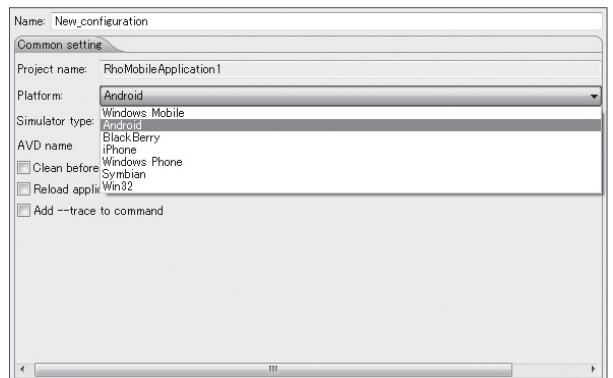 Name: New_configuration
Common setting
Project name: RhoMobileApplication1
Platform: Android
Windows Mobile
Simulator type: Android
BlackBerry
AVD name
iPhone
Clean before
Windows Phone
Symbian
Reload applic
Win32
Add --trace to command